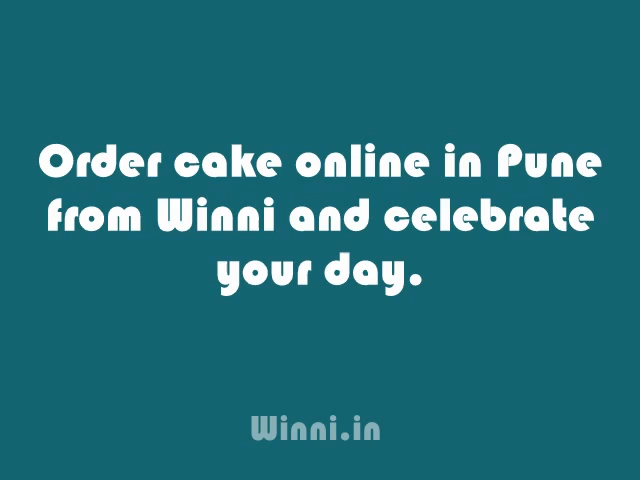 Order cake online in Pune
from Winni and celebrate
your day.
Winni.in